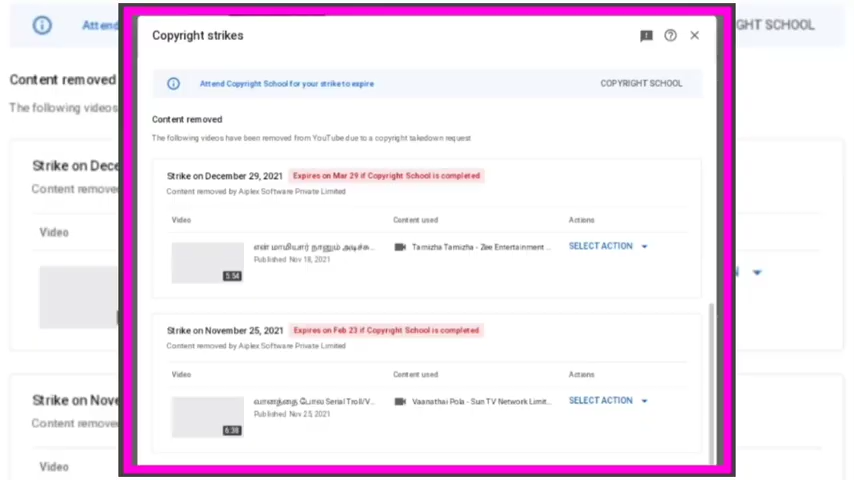 Attend
GHT SCHOOL
Copyright strikes
Attend Copyright School for your strike to expire
COPYRIGHT SCHOOL
Content removed
The following videos
Content removed
The following videos have been removed from YouTube due to a copyright takedown request
Strike on Dece
Content remove
Video
Strike on December 29, 2021 Expires on Mar 29 if Copyright School is completed
Content removed by Aiplex Software Private Limited
Video Content used Actions
என் மாமியார் நானும் அடிச்சு... Tamizha Tamizha - Zee Entertainment ... SELECT ACTION
Published Nov 18, 2021
5:54
Strike on November 25, 2021 Expires on Feb 23 if Copyright School is completed
Content removed by Aiplex Software Private Limited
Video Content used Actions
வானத்தை போல Serial Troll/V... Vaanathai Pola - Sun TV Network Limit... SELECT ACTION
Published Nov 25, 2021
6:38
Strike on Nove
Content remove
Video